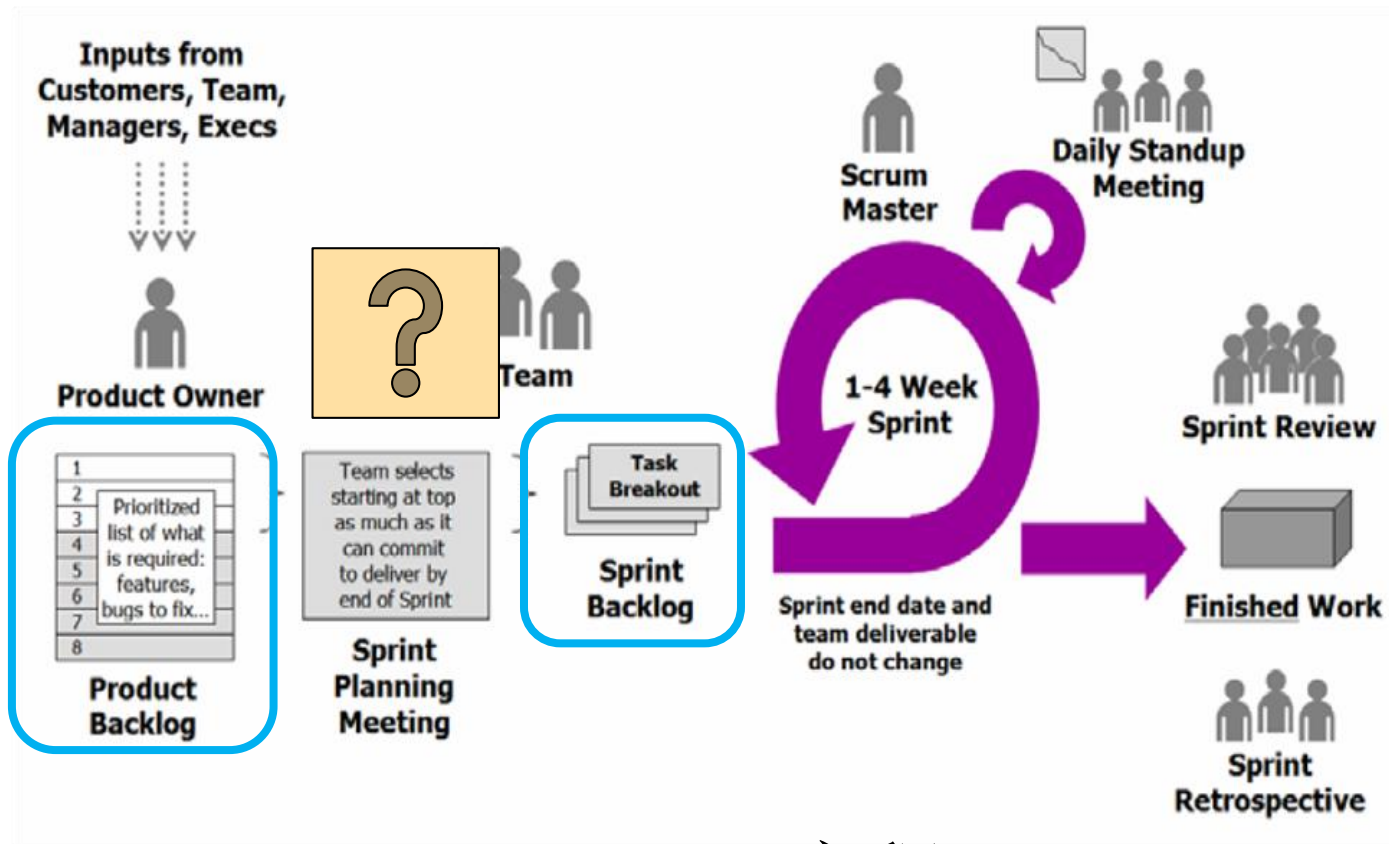 Inputs from
Customers, Team,
Managers, Execs
Product Owner
?
Team
Scrum
Master
Daily Standup
Meeting
1
2
3
4
5
6
7
8
Prioritized
list of what
is required:
features,
bugs to fix...
Product
Backlog
Team selects
starting at top
as much as it
can commit
to deliver by
end of Sprint
Sprint
Planning
Meeting
Task
Breakout
Sprint
Backlog
1-4 Week
Sprint
Sprint end date and
team deliverable
do not change
Sprint Review
Finished Work
Sprint
Retrospective